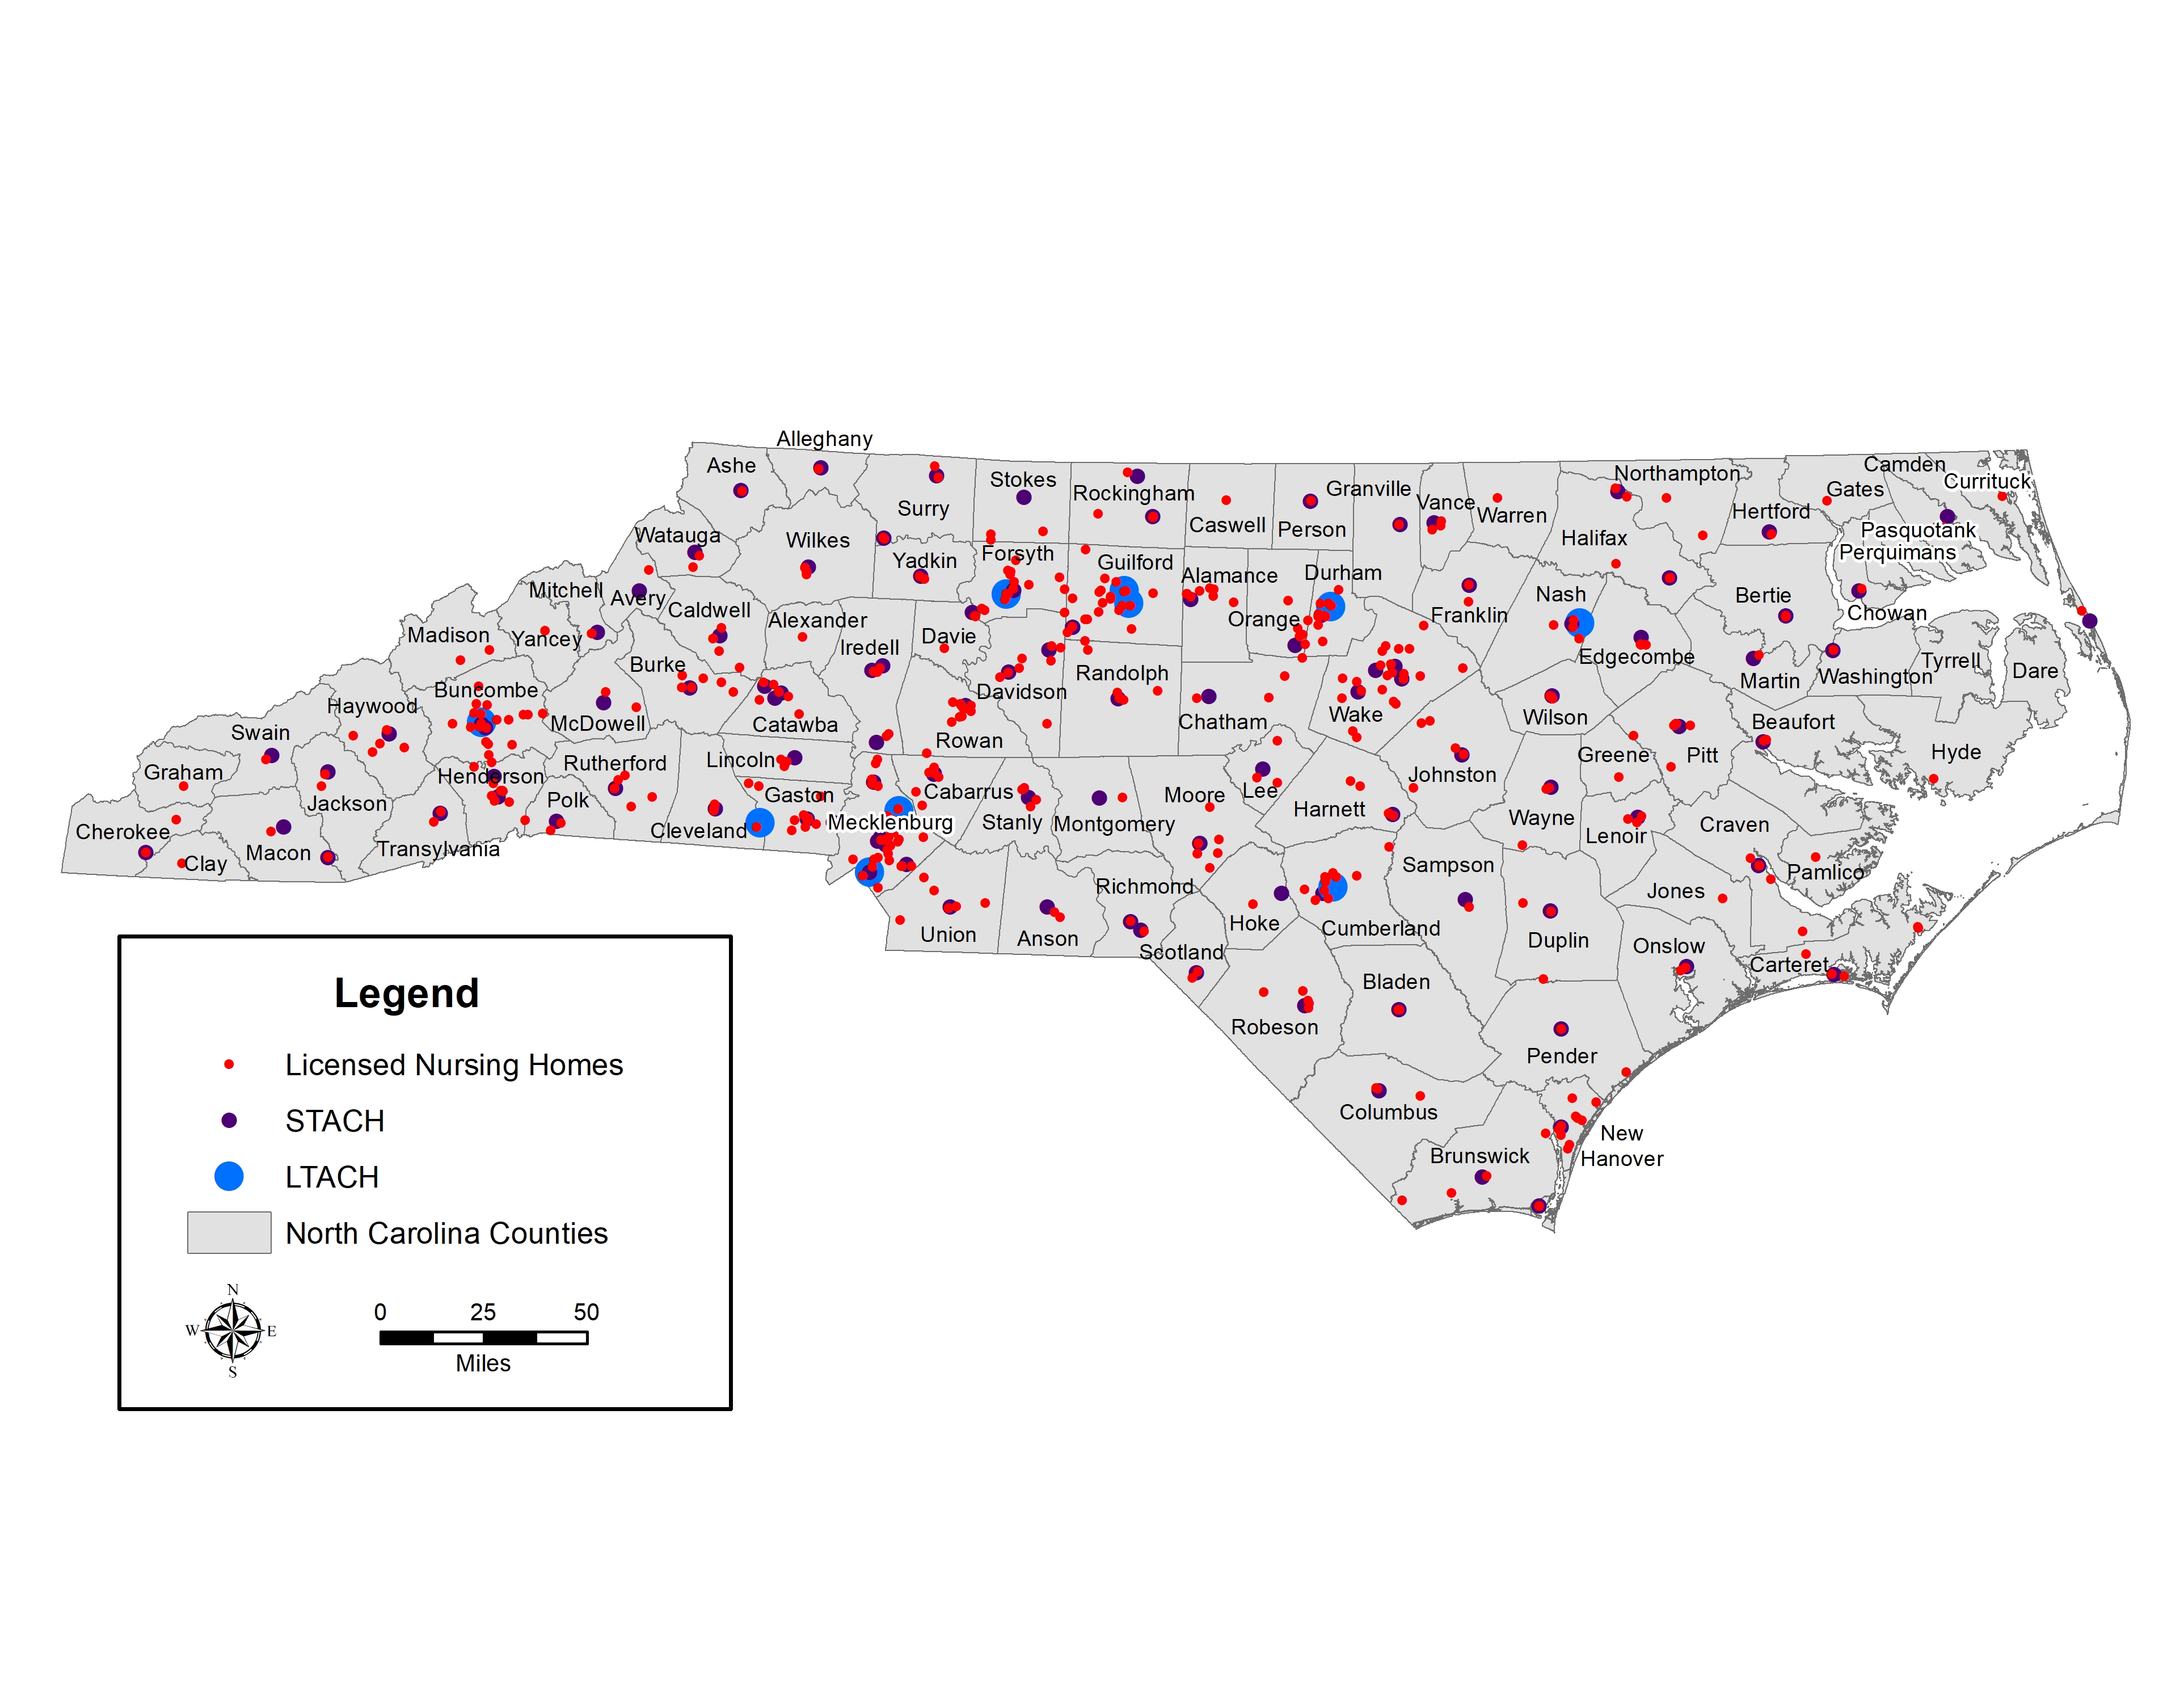 Alleghany
Ashe
Stokes
Surry
Rockingham
Caswell
Person
Granville
Vance
Warren
Northampton
Hertford
Gates
Camden
Currituck
Pasquotank
Perquimans
Chowan
Watauga
Wilkes
Yadkin
Forsyth
Guilford
Alamance
Orange
Durham
Franklin
Halifax
Nash
Edgecombe
Bertie
Martin
Washington
Tyrrell
Dare
Mitchell
Avery
Caldwell
Alexander
Iredell
Davie
Madison
Yancey
Burke
Davidson
Randolph
Chatham
Wake
Wilson
Buncombe
McDowell
Catawba
Rowan
Haywood
Swain
Graham
Jackson
Henderson
Rutherford
Polk
Lincoln
Gaston
Cleveland
Mecklenburg
Cabarrus
Stanly
Montgomery
Moore
Lee
Harnett
Johnston
Wayne
Greene
Pitt
Beaufort
Hyde
Cherokee
Clay
Macon
Transylvania
Lenoir
Craven
Pamlico
Jones
Union
Anson
Richmond
Scotland
Hoke
Cumberland
Sampson
Duplin
Onslow
Carteret
Robeson
Bladen
Pender
Columbus
Brunswick
New
Hanover
Legend
Licensed Nursing Homes
STACH
LTACH
North Carolina Counties
N
W E
S
0 25 50
Miles